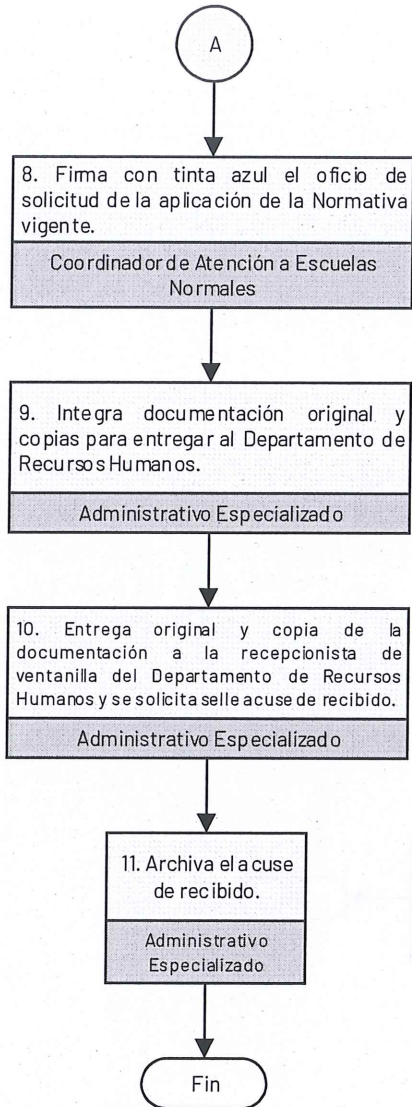 A
8. Firma con tinta azul el oficio de
solicitud de la aplicación de la Normativa
vigente.
Coordinador de Atención a Escuelas
Normales
9. Integra documentación original y
copias para entregar al Departamento de
Recursos Humanos.
Administrativo Especializado
10. Entrega original y copia de la
documentación a la recepcionista de
ventanilla del Departamento de Recursos
Humanos y se solicita selle acuse de recibido.
Administrativo Especializado
11. Archiva el acuse
de recibido.
Administrativo
Especializado
Fin